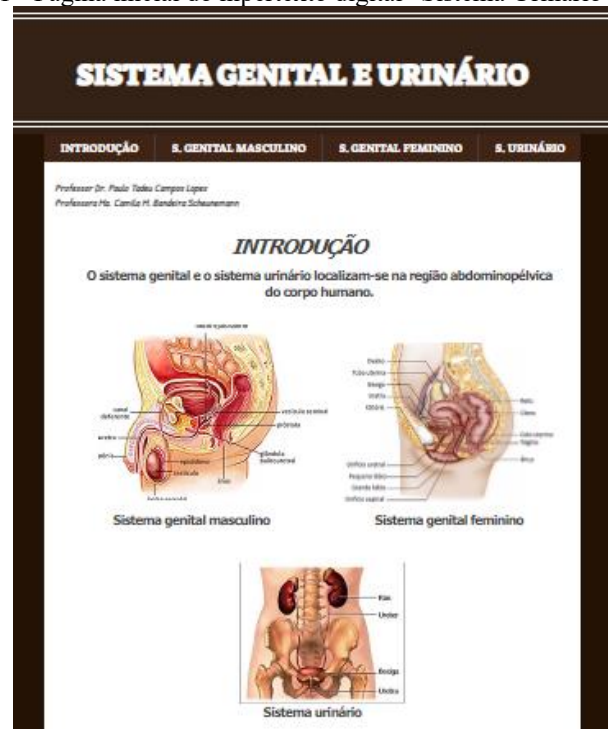 Página inicial do hipertexto digital "Sistema Urinário
SISTEMA GENITAL E URINÁRIO
INTRODUÇÃO S. GENITAL MASCULINO S. GENITAL FEMININO S. URINÁRIO
Professor Dr. Paulo Tadeu Campos Lopes
Professora Ms. Camila M. Bandeira Scheunemann
INTRODUÇÃO
O sistema genital e o sistema urinário localizam-se na região abdominopélvica
do corpo humano.
canal
deferente
vesícula seminal
próstata
uretra
pênis
epidídimo
testículo
glândula
bulbouretral
ânus
Sistema genital masculino
Ovário
Tuba uterina
Bexiga
Uretra
Clitóris
Reto
Útero
Colo uterino
Vagina
Ânus
Orifício uretral
Pequeno lábio
Grande lábio
Orifício vaginal
Sistema genital feminino
Rim
Ureter
Bexiga
Uretra
Sistema urinário